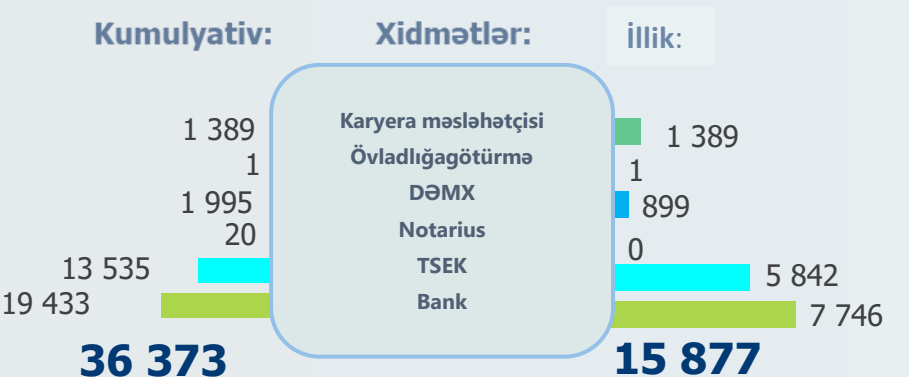 Kumulyativ: Xidmətlər: İllik:
1 389 Karyera məsləhətçisi 1 389
1 Övladlığagötürmə 1
1 995 DƏMX 899
20 Notarius 0
13 535 TSEK 5 842
19 433 Bank 7 746
36 373 15 877